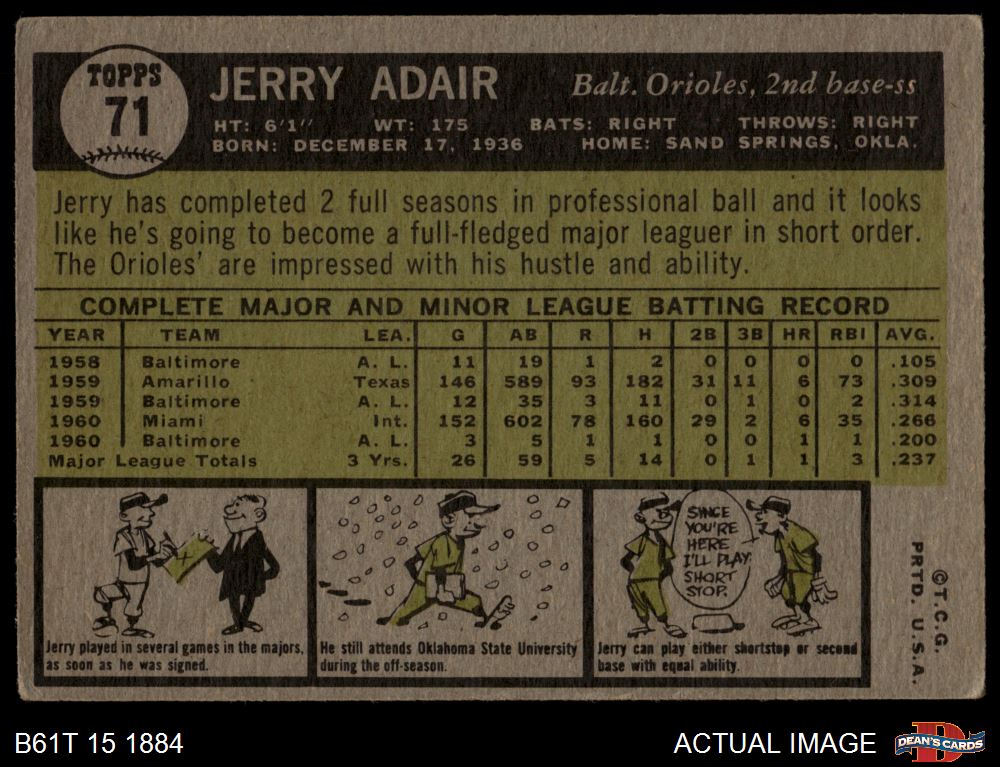 TOPPS
71
JERRY ADAIR
Balt. Orioles, 2nd base-ss
HT: 6'1" WT: 175 BATS: RIGHT THROWS: RIGHT
BORN: DECEMBER 17, 1936 HOME: SAND SPRINGS, OKLA.
Jerry has completed 2 full seasons in professional ball and it looks
like he's going to become a full-fledged major leaguer in short order.
The Orioles' are impressed with his hustle and ability.
COMPLETE MAJOR AND MINOR LEAGUE BATTING RECORD
YEAR TEAM LEA. G AB R H 2B 3B HR RBI AVG.
1958 Baltimore A. L. 11 19 1 2 0 0 0 0 .105
1959 Amarillo Texas 146 589 93 182 31 11 6 73 .309
1959 Baltimore A. L. 12 35 3 11 0 1 0 2 .314
1960 Miami Int. 152 602 78 160 29 2 6 35 .266
1960 Baltimore A. L. 3 5 1 1 0 0 1 1 .200
Major League Totals 3 Yrs. 26 59 5 14 0 1 1 3 .237
SINCE
YOU'RE
HERE
I'LL PLAY
SHORT
STOP.
Jerry played in several games in the majors,
as soon as he was signed.
He still attends Oklahoma State University
during the off-season.
Jerry can play either shortstop or second
base with equal ability.
©T.C.G.
PRTD. U.S.A.
B61T 15 1884
ACTUAL IMAGE
DEAN'S CARDS